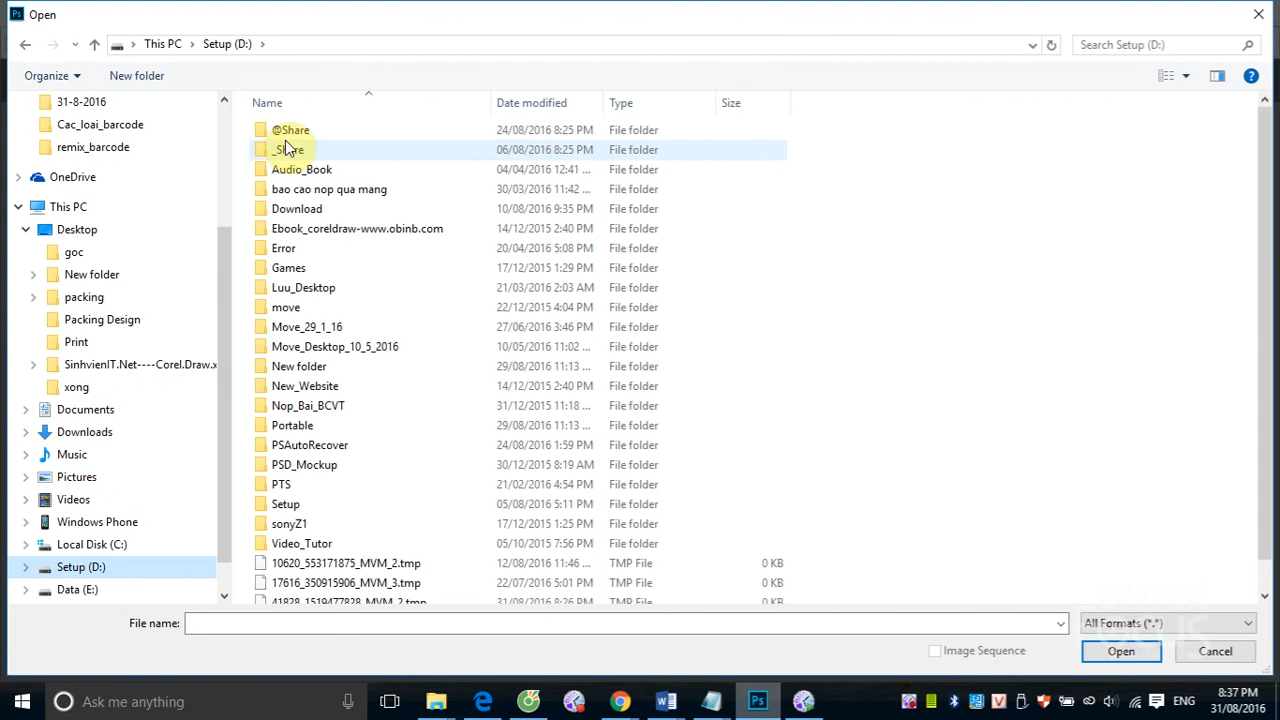 Ps Open
This PC Setup (D:) Search Setup (D:)
Organize New folder ?
Name Date modified Type Size
31-8-2016
Cac_loai_barcode
remix_barcode
OneDrive
This PC
Desktop
goc
New folder
packing
Packing Design
Print
SinhvienIT.Net----Corel.Draw.x
xong
Documents
Downloads
Music
Pictures
Videos
Windows Phone
Local Disk (C:)
Setup (D:)
Data (E:)
@Share 24/08/2016 8:25 PM File folder
_Share 06/08/2016 8:25 PM File folder
Audio_Book 04/04/2016 12:41 ... File folder
bao cao nop qua mang 30/03/2016 11:42 ... File folder
Download 10/08/2016 9:35 PM File folder
Ebook_coreldraw-www.obinb.com 14/12/2015 2:40 PM File folder
Error 20/04/2016 5:08 PM File folder
Games 17/12/2015 1:29 PM File folder
Luu_Desktop 21/03/2016 2:03 AM File folder
move 22/12/2015 4:04 PM File folder
Move_29_1_16 27/06/2016 3:46 PM File folder
Move_Desktop_10_5_2016 10/05/2016 11:02 ... File folder
New folder 29/08/2016 11:13 ... File folder
New_Website 14/12/2015 2:40 PM File folder
Nop_Bai_BCVT 31/12/2015 11:18 ... File folder
Portable 29/08/2016 11:13 ... File folder
PSAutoRecover 24/08/2016 1:59 PM File folder
PSD_Mockup 30/12/2015 8:19 AM File folder
PTS 21/02/2016 4:54 PM File folder
Setup 05/08/2016 5:11 PM File folder
sonyZ1 17/12/2015 1:25 PM File folder
Video_Tutor 05/10/2015 7:56 PM File folder
10620_553171875_MVM_2.tmp 12/08/2016 11:46 ... TMP File 0 KB
17616_350915906_MVM_3.tmp 22/07/2016 5:01 PM TMP File 0 KB
41828_1519477828_MVM_2.tmp 31/08/2016 8:26 PM TMP File 0 KB
File name: All Formats (*.*)
Image Sequence
Open Cancel
Ask me anything Ps ENG 8:37 PM
31/08/2016